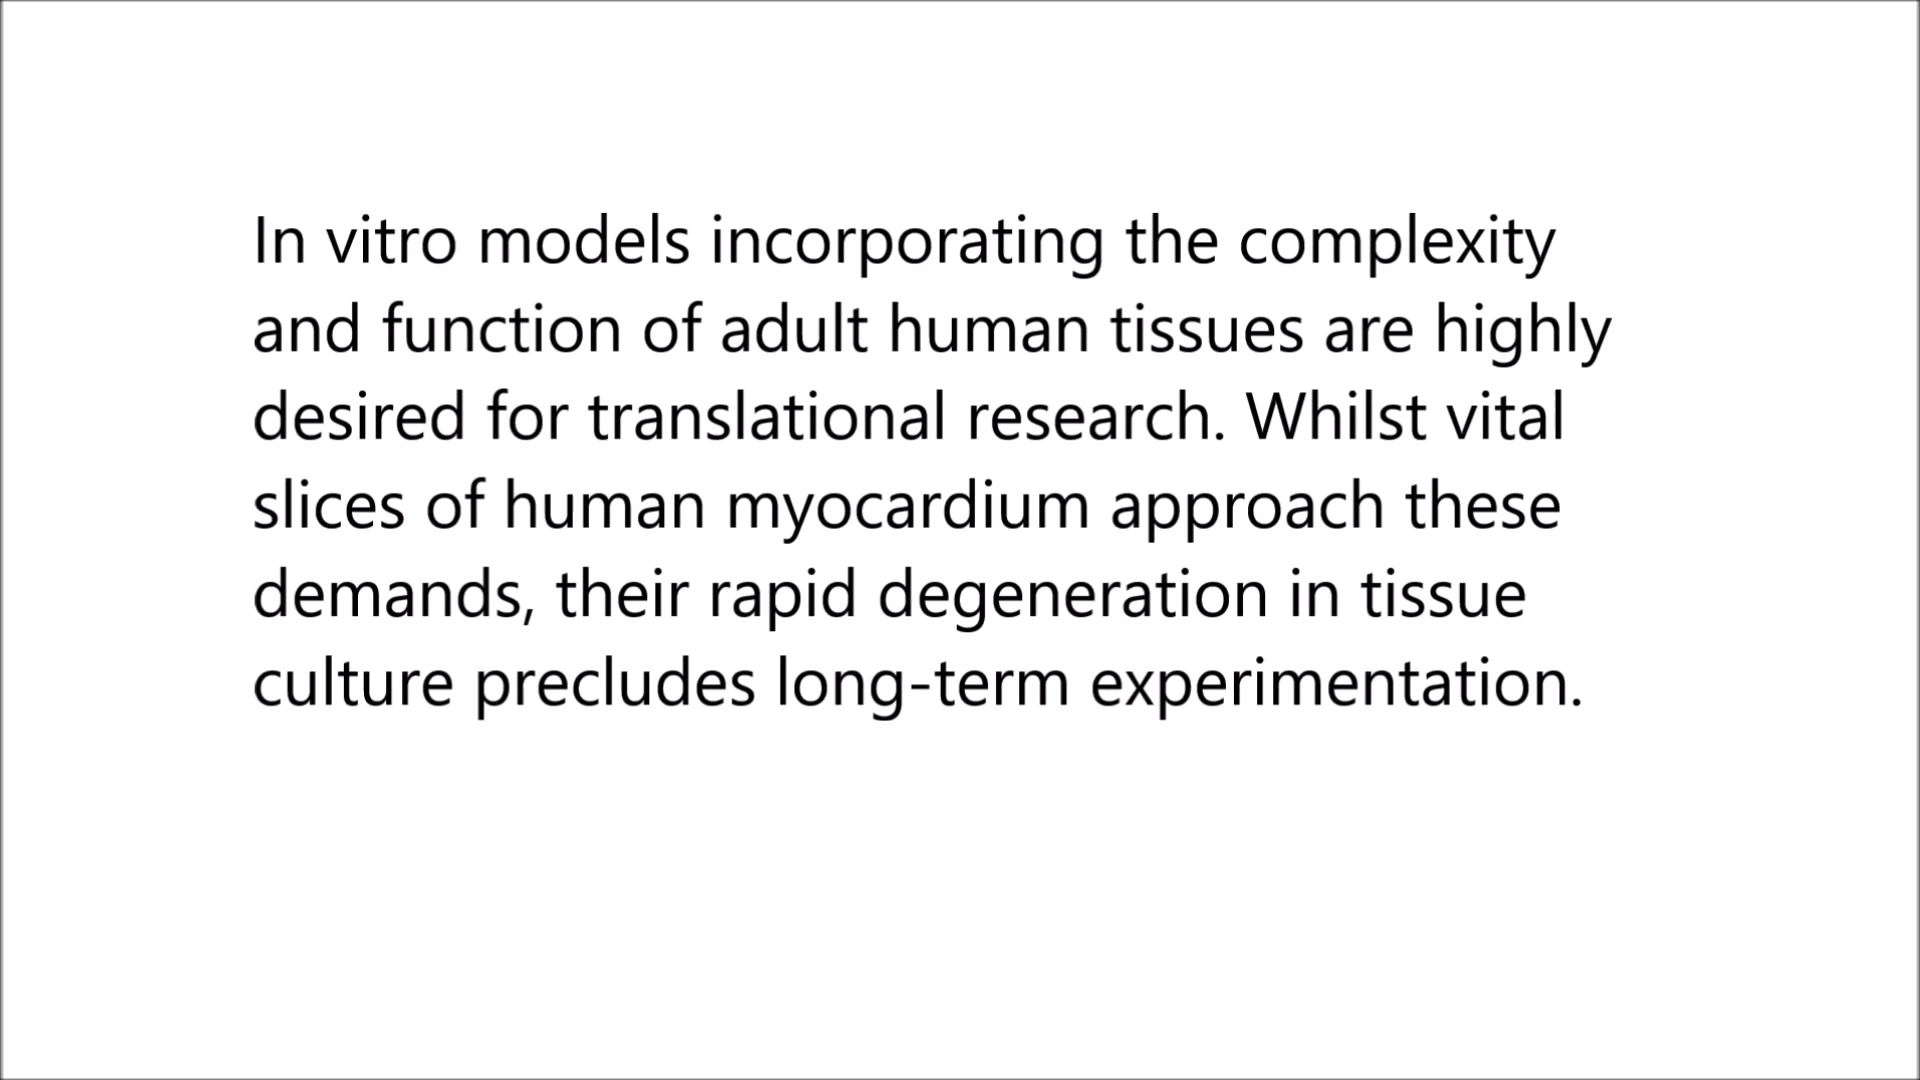 In vitro models incorporating the complexity
and function of adult human tissues are highly
desired for translational research. Whilst vital
slices of human myocardium approach these
demands, their rapid degeneration in tissue
culture precludes long-term experimentation.